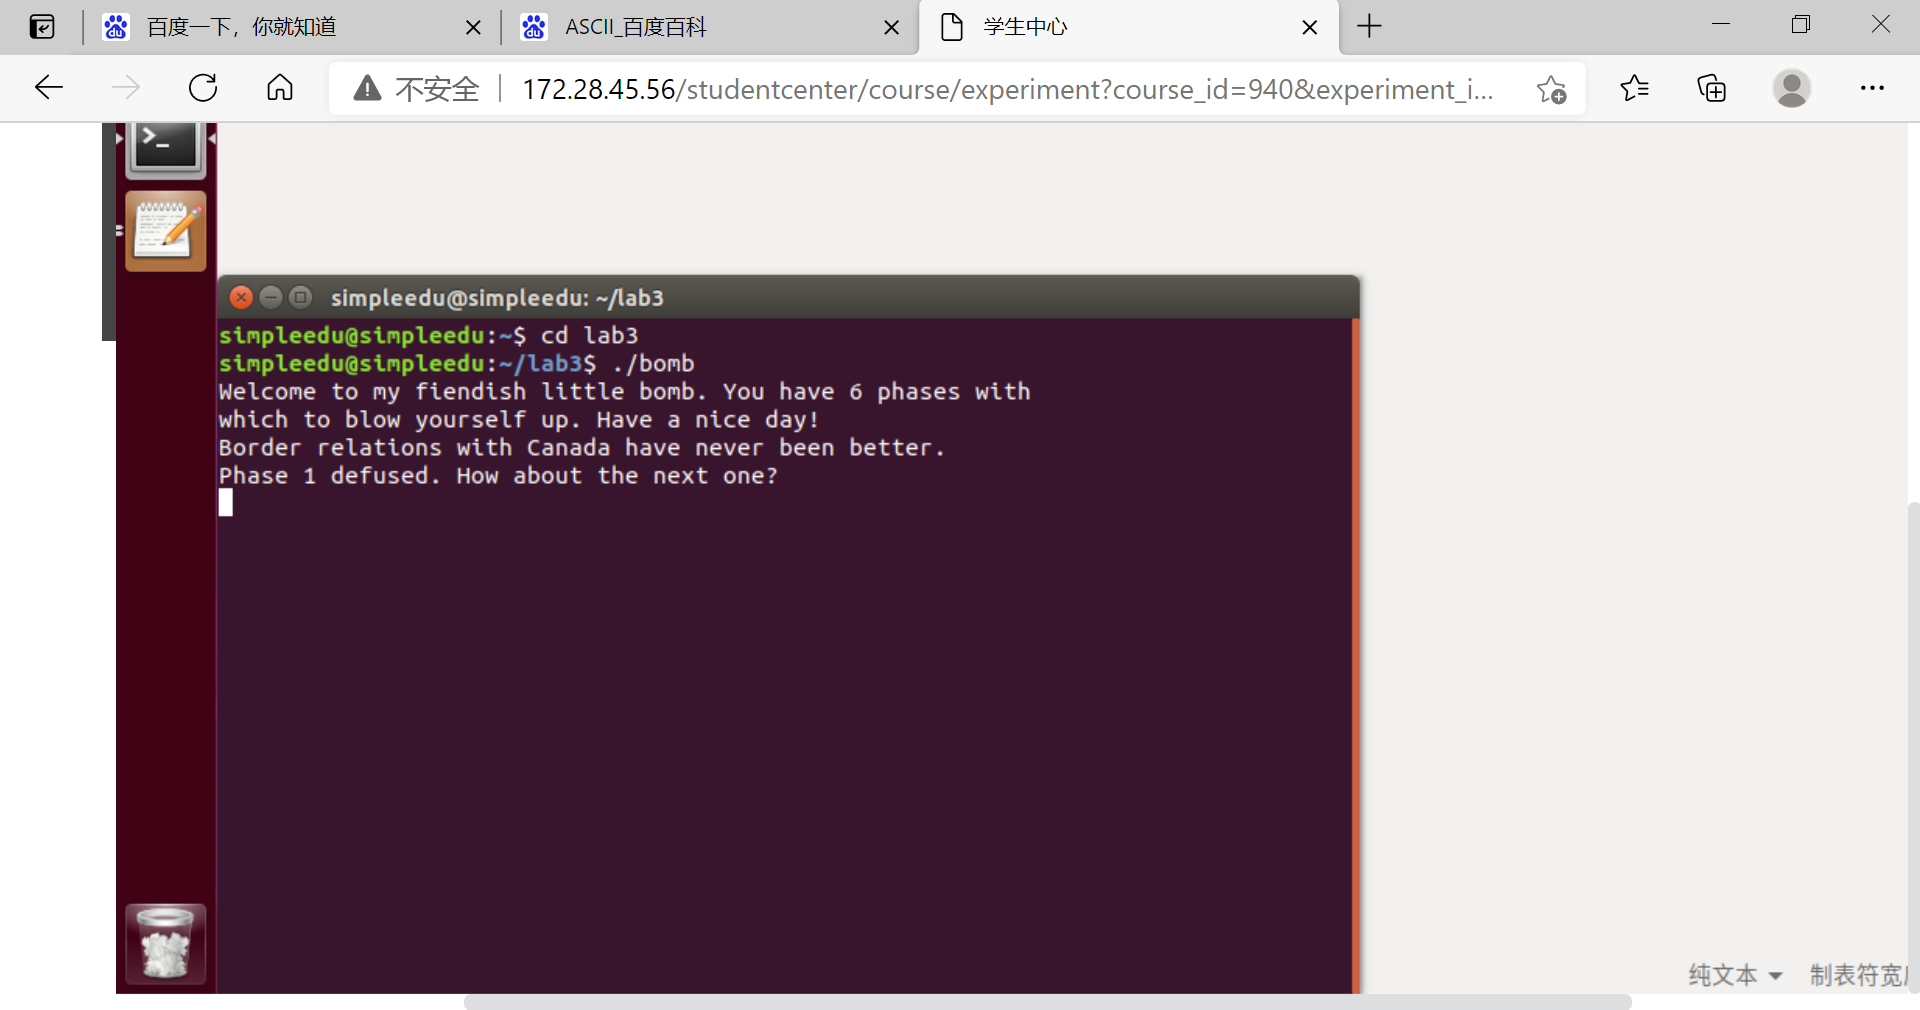 百度一下，你就知道
ASCII_百度百科
学生中心
不安全 172.28.45.56/studentcenter/course/experiment?course_id=940&experiment_i...
simpleedu@simpleedu: ~/lab3
simpleedu@simpleedu:~$ cd lab3
simpleedu@simpleedu:~/lab3$ ./bomb
Welcome to my fiendish little bomb. You have 6 phases with
which to blow yourself up. Have a nice day!
Border relations with Canada have never been better.
Phase 1 defused. How about the next one?
纯文本 制表符宽